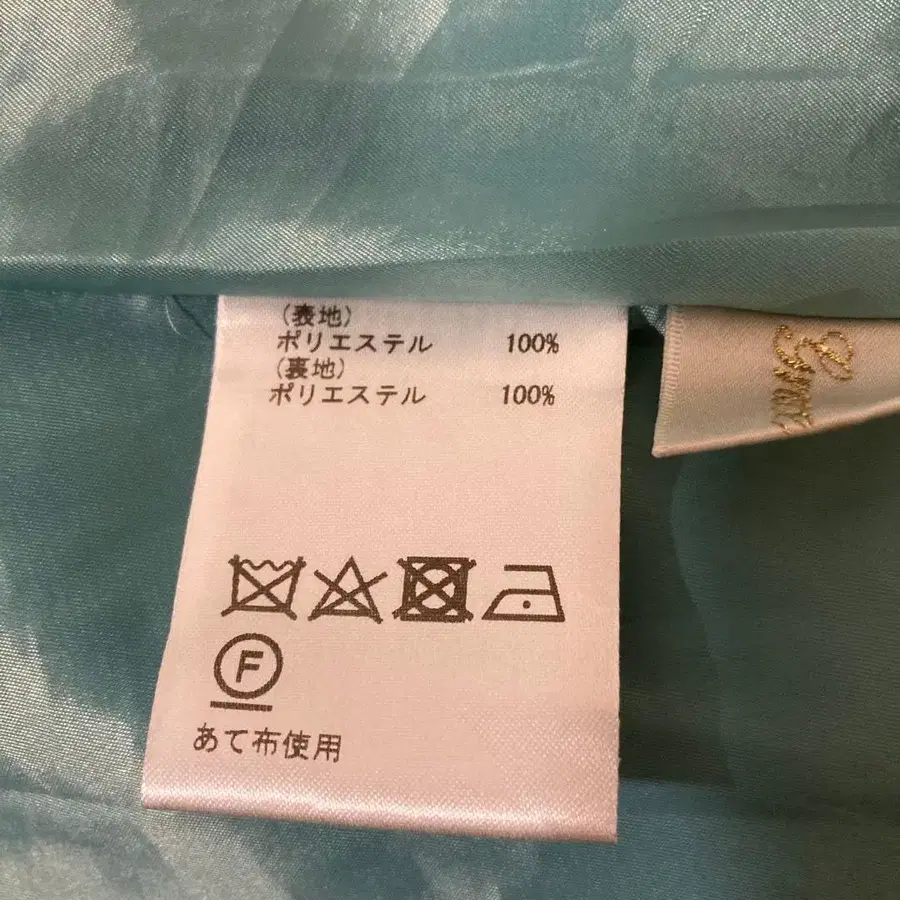 (表地)
ポリエステル 100%
(裏地)
ポリエステル 100%
F
あて布使用